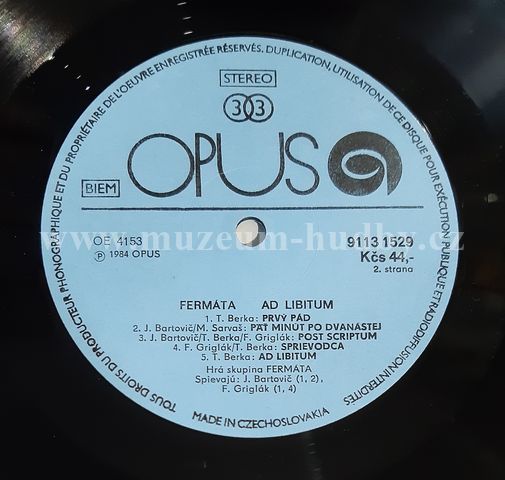 TOUS DROITS DU PRODUCTEUR PHONOGRAPHIQUE ET DU PROPRIÉTAIRE DE L'OEUVRE ENREGISTRÉE RÉSERVÉS. DUPLICATION, UTILISATION DE CE DISQUE POUR EXÉCUTION PUBLIQUE ET RADIODIFFUSION INTERDITES
STEREO
33
OPUS
BIEM
www.muzeum-hudby.cz
OE 4153
℗ 1984 OPUS
9113 1529
Kčs 44,-
2. strana
FERMÁTA AD LIBITUM
1. T. Berka: PRVÝ PÁD
2. J. Bartovič/M. Sarvaš: PÄŤ MINÚT PO DVANÁSTEJ
3. J. Bartovič/T. Berka/F. Griglák: POST SCRIPTUM
4. F. Griglák/T. Berka: SPRIEVODCA
5. T. Berka: AD LIBITUM
Hrá skupina FERMÁTA
Spievajú: J. Bartovič (1, 2),
F. Griglák (1, 4)
MADE IN CZECHOSLOVAKIA